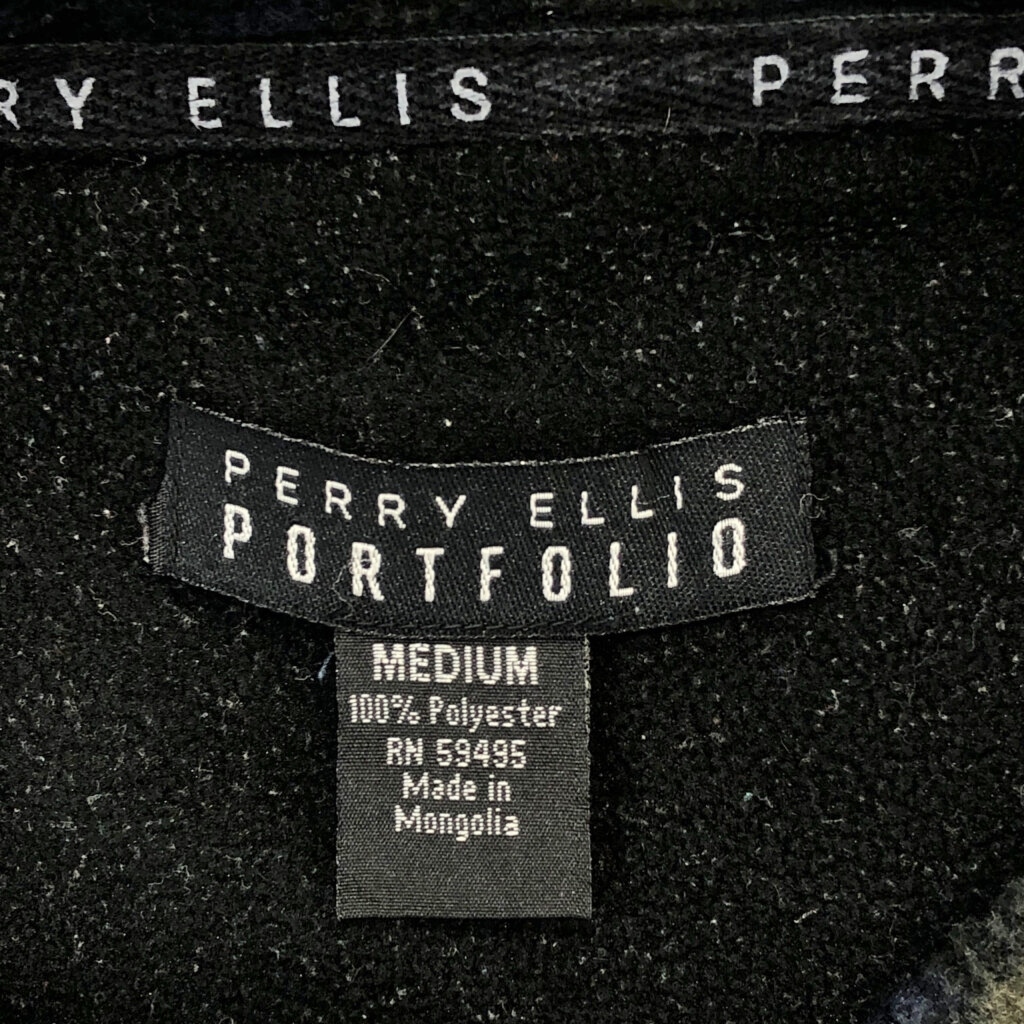 RY ELLIS PERR
PERRY ELLIS
PORTFOLIO
MEDIUM
100% Polyester
RN 59495
Made in
Mongolia